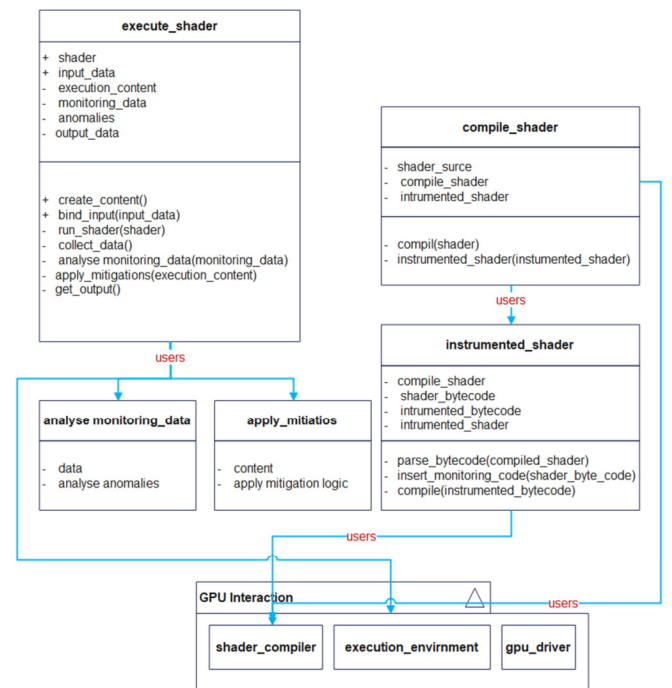 execute_shader
+ shader
+ input_data
- execution_content
- monitoring_data
- anomalies
- output_data
+ create_content()
+ bind_input(input_data)
- run_shader(shader)
- collect_data()
- analyse monitoring_data(monitoring_data)
- apply_mitigations(execution_content)
- get_output()
compile_shader
- shader_surce
- compile_shader
- intrumented_shader
- compil(shader)
- instrumented_shader(instumented_shader)
users
users
instrumented_shader
- compile_shader
- shader_bytecode
- intrumented_bytecode
- intrumented_shader
- parse_bytecode(compiled_shader)
- insert_monitoring_code(shader_byte_code)
- compile(instrumented_bytecode)
analyse monitoring_data
- data
- analyse anomalies
apply_mitiatios
- content
- apply mitigation logic
users
users
GPU Interaction
shader_compiler
execution_envirnment
gpu_driver